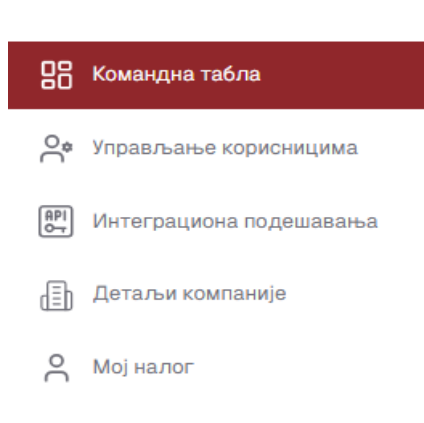 Командна табла
Управљање корисницима
API
Интеграциона подешавања
Детаљи компаније
Мој налог